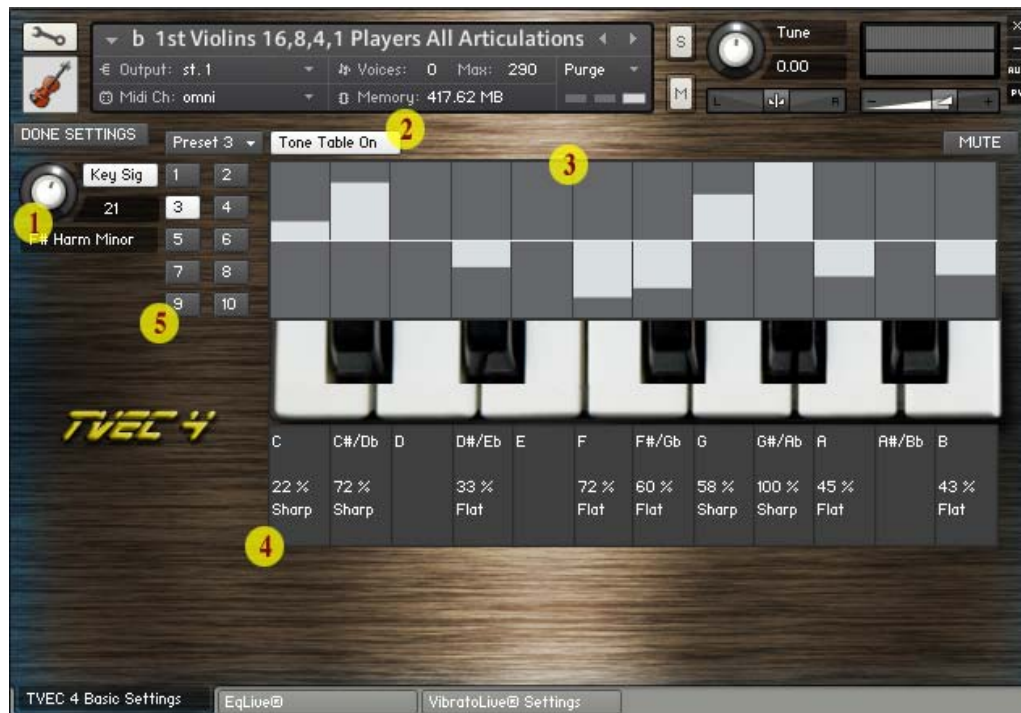 b 1st Violins 16,8,4,1 Players All Articulations
S
Tune
Output: st. 1
Voices: 0 Max: 290
Purge
0.00
Midi Ch: omni
Memory: 417.62 MB
M
L
R
-
+
DONE SETTINGS
Preset 3
Tone Table On
2
MUTE
Key Sig
1
2
3
21
3
4
1
F# Harm Minor
5
6
7
8
9
10
5
TVEC 4
C
C#/Db
D
D#/Eb
E
F
F#/Gb
G
G#/Ab
A
A#/Bb
B
22 %
72 %
33 %
72 %
60 %
58 %
100 %
45 %
43 %
Sharp
Sharp
Flat
Flat
Flat
Sharp
Sharp
Flat
Flat
4
TVEC 4 Basic Settings
EqLive®
VibratoLive® Settings